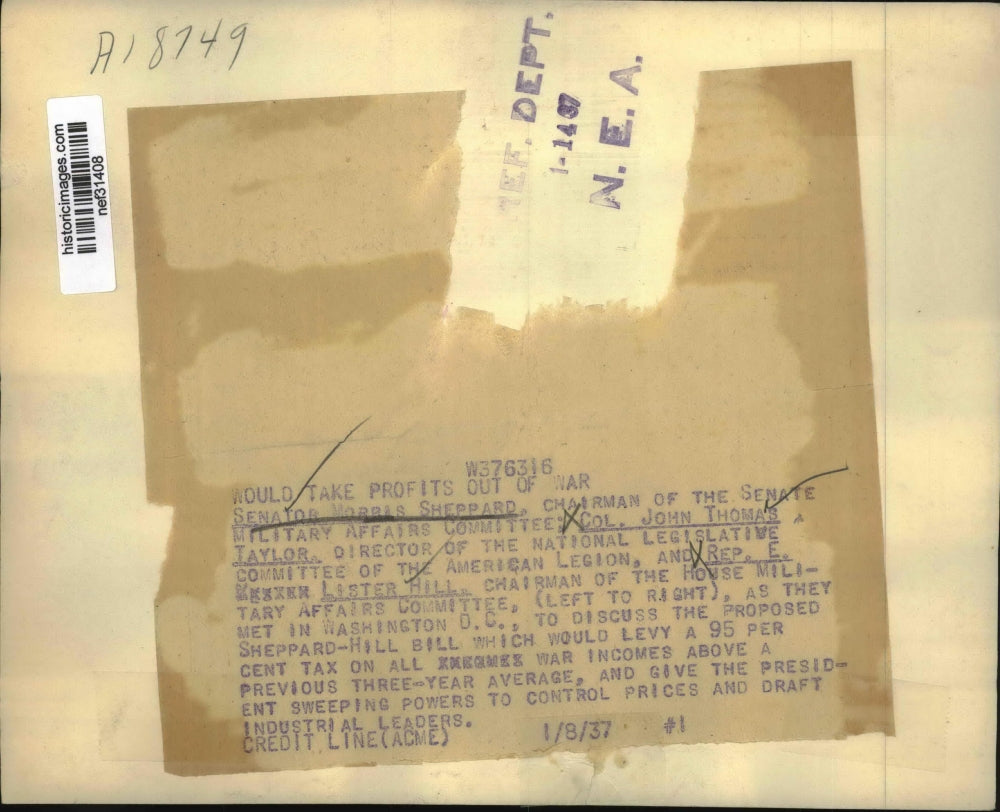 A18749
historicimages.com
nef31408
REF. DEPT.
1-1437
N. E. A.
W376316
WOULD TAKE PROFITS OUT OF WAR
SENATOR MORRIS SHEPPARD, CHAIRMAN OF THE SENATE
MILITARY AFFAIRS COMMITTEE; COL. JOHN THOMAS
TAYLOR, DIRECTOR OF THE NATIONAL LEGISLATIVE
COMMITTEE OF THE AMERICAN LEGION, AND REP. E.
LISTER HILL, CHAIRMAN OF THE HOUSE MILI-
TARY AFFAIRS COMMITTEE, (LEFT TO RIGHT), AS THEY
MET IN WASHINGTON D.C., TO DISCUSS THE PROPOSED
SHEPPARD-HILL BILL WHICH WOULD LEVY A 95 PER
CENT TAX ON ALL WAR INCOMES ABOVE A
PREVIOUS THREE-YEAR AVERAGE, AND GIVE THE PRESID-
ENT SWEEPING POWERS TO CONTROL PRICES AND DRAFT
INDUSTRIAL LEADERS.
CREDIT LINE(ACME) 1/8/37 #1